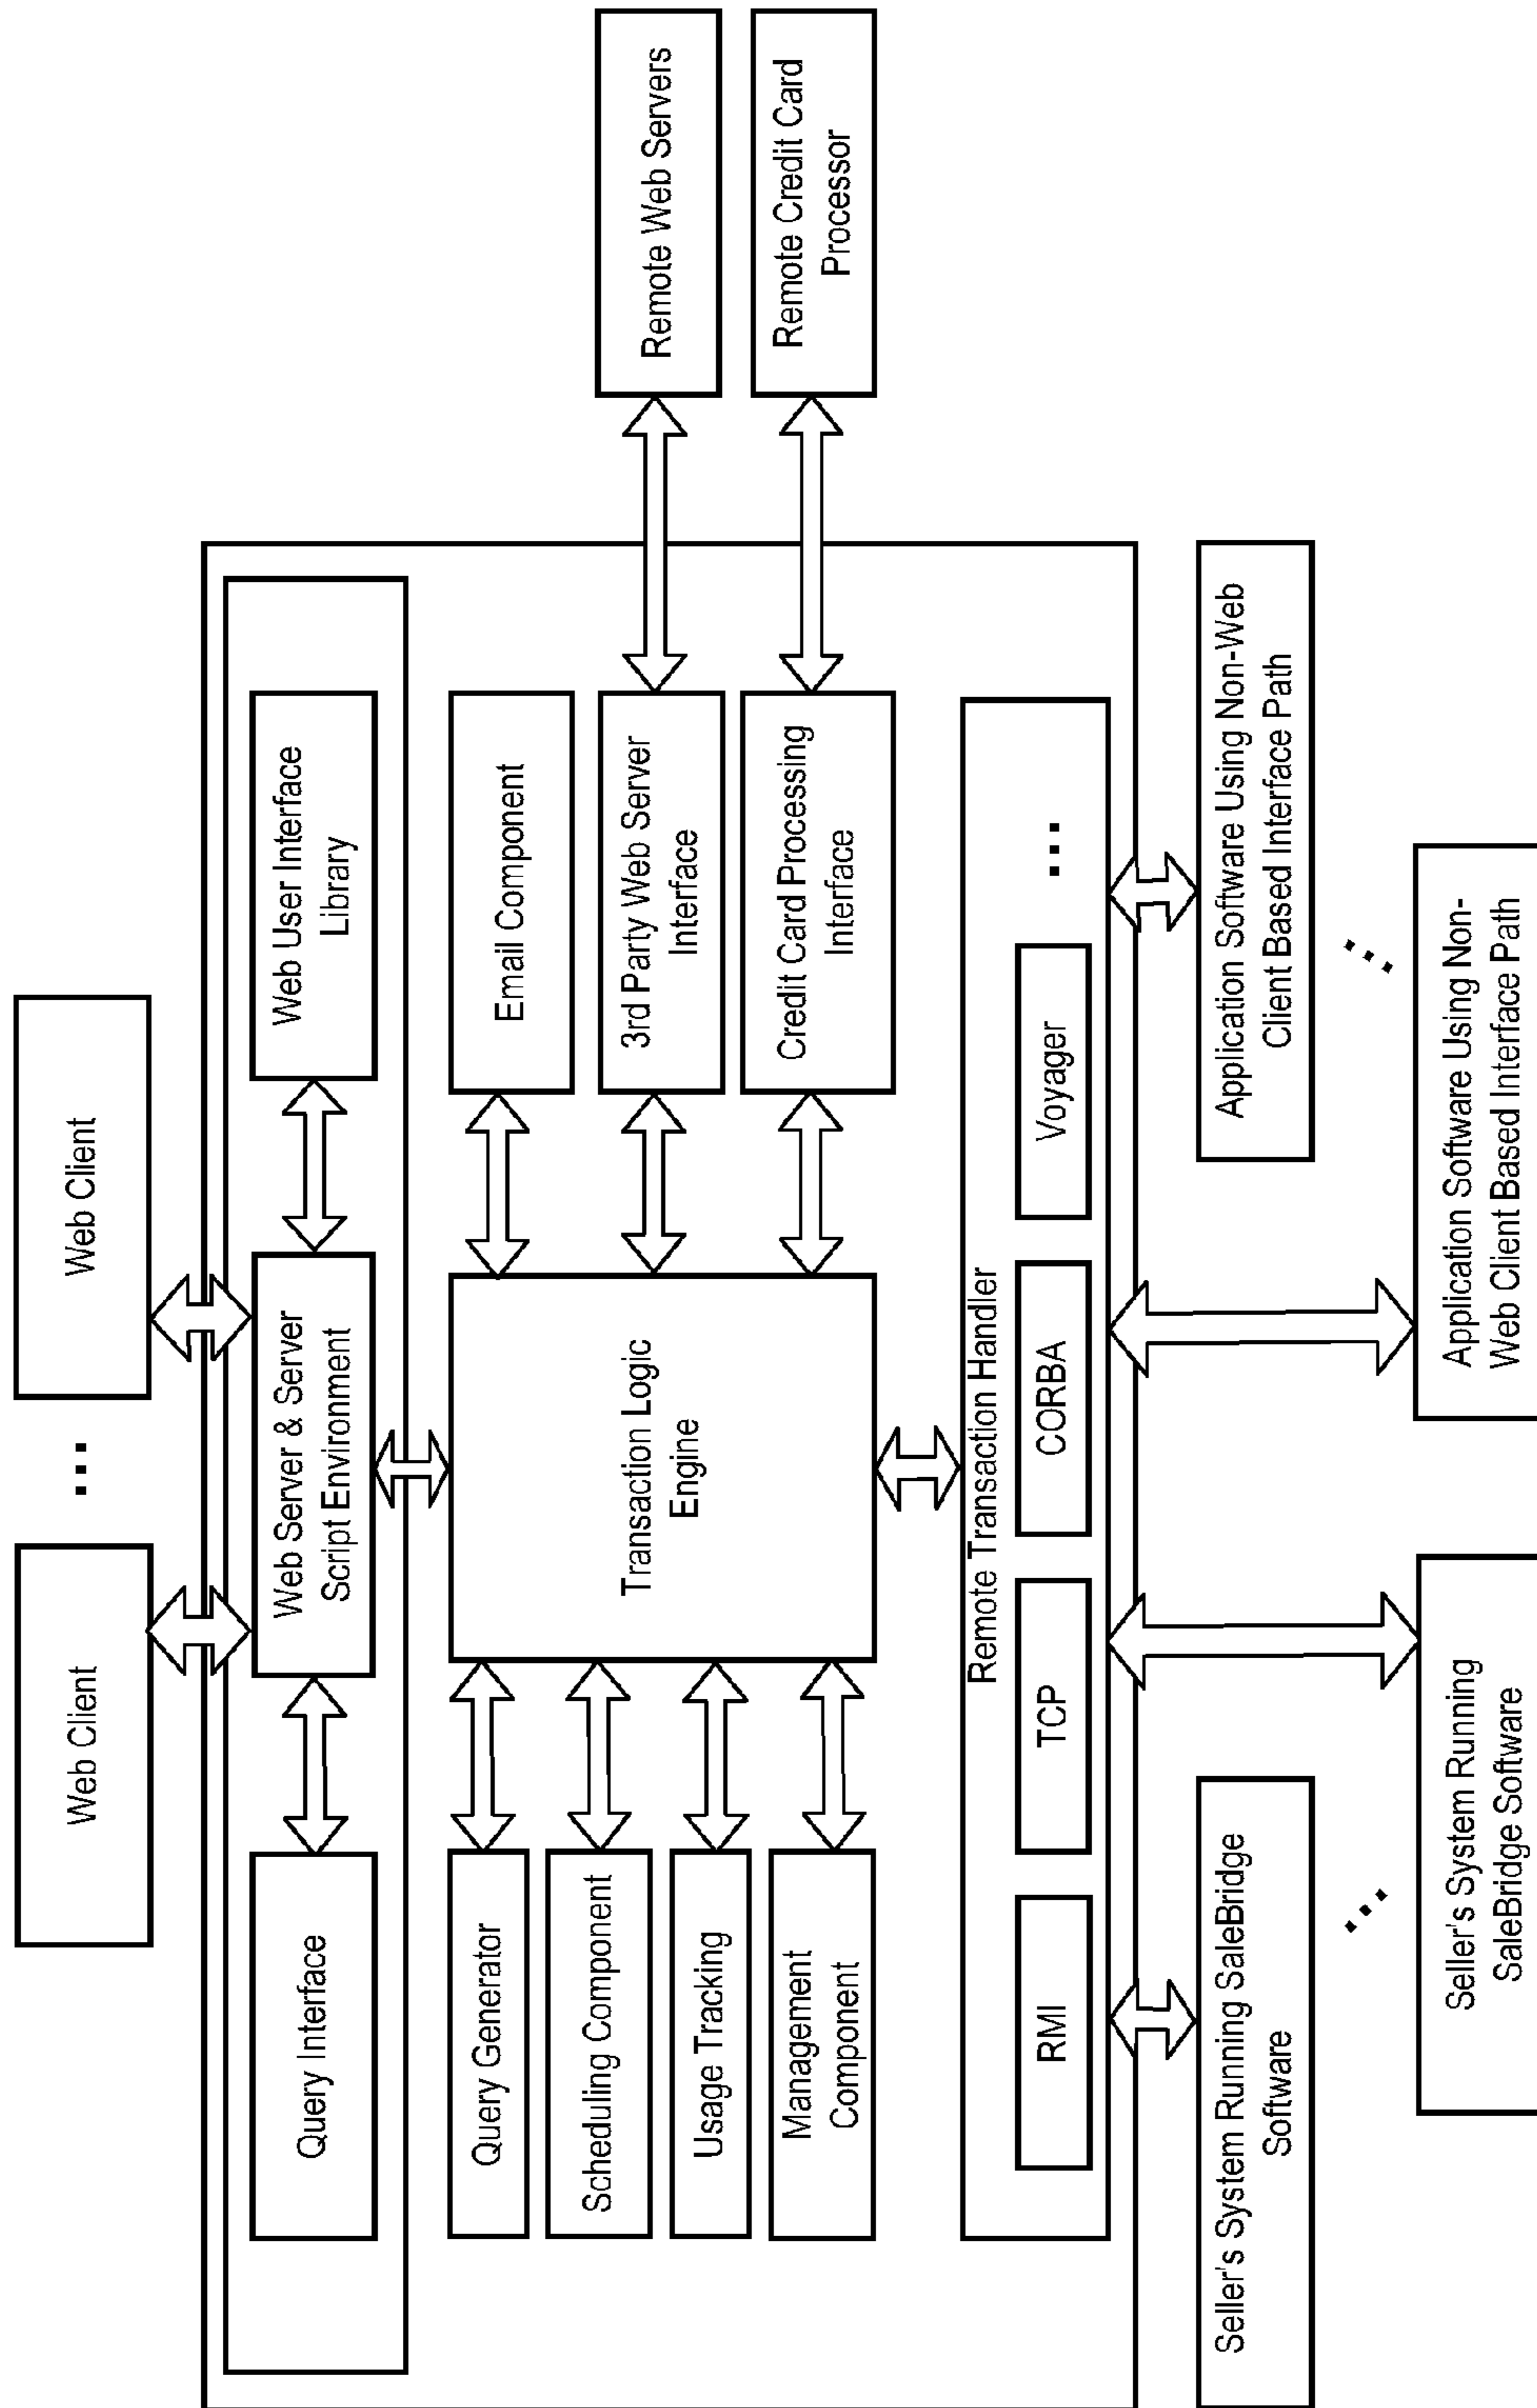 Web Client
...
Web Client
Query Interface
Web Server & Server
Script Environment
Web User Interface
Library
Query Generator
Scheduling Component
Usage Tracking
Management
Component
Transaction Logic
Engine
Email Component
3rd Party Web Server
Interface
Credit Card Processing
Interface
Remote Web Servers
Remote Credit Card
Processor
Remote Transaction Handler
RMI
TCP
CORBA
Voyager
...
Seller's System Running SaleBridge
Software
...
Seller's System Running
SaleBridge Software
Application Software Using Non-Web
Client Based Interface Path
...
Application Software Using Non-
Web Client Based Interface Path